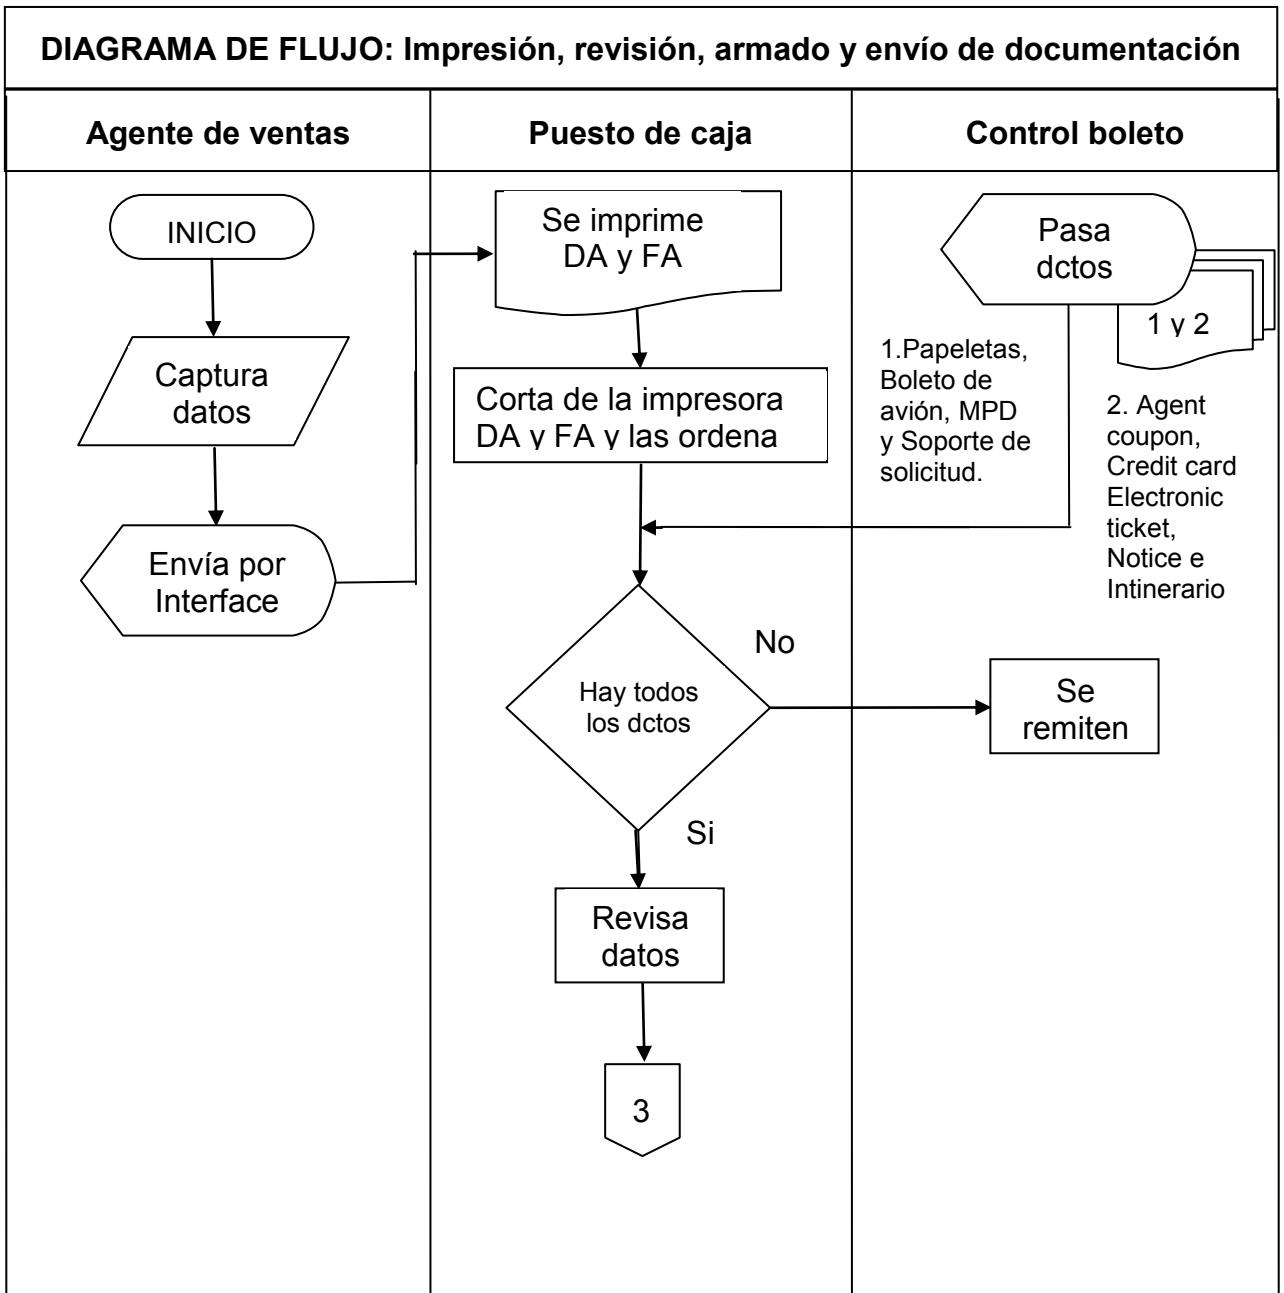 DIAGRAMA DE FLUJO: Impresión, revisión, armado y envío de documentación
Agente de ventas
Puesto de caja
Control boleto
INICIO
Captura
datos
Envía por
Interface
Se imprime
DA y FA
Corta de la impresora
DA y FA y las ordena
Hay todos
los dctos
No
Si
Revisa
datos
3
Pasa
dctos
1 y 2
1.Papeletas,
Boleto de
avión, MPD
y Soporte de
solicitud.
2. Agent
coupon,
Credit card
Electronic
ticket,
Notice e
Intinerario
Se
remiten